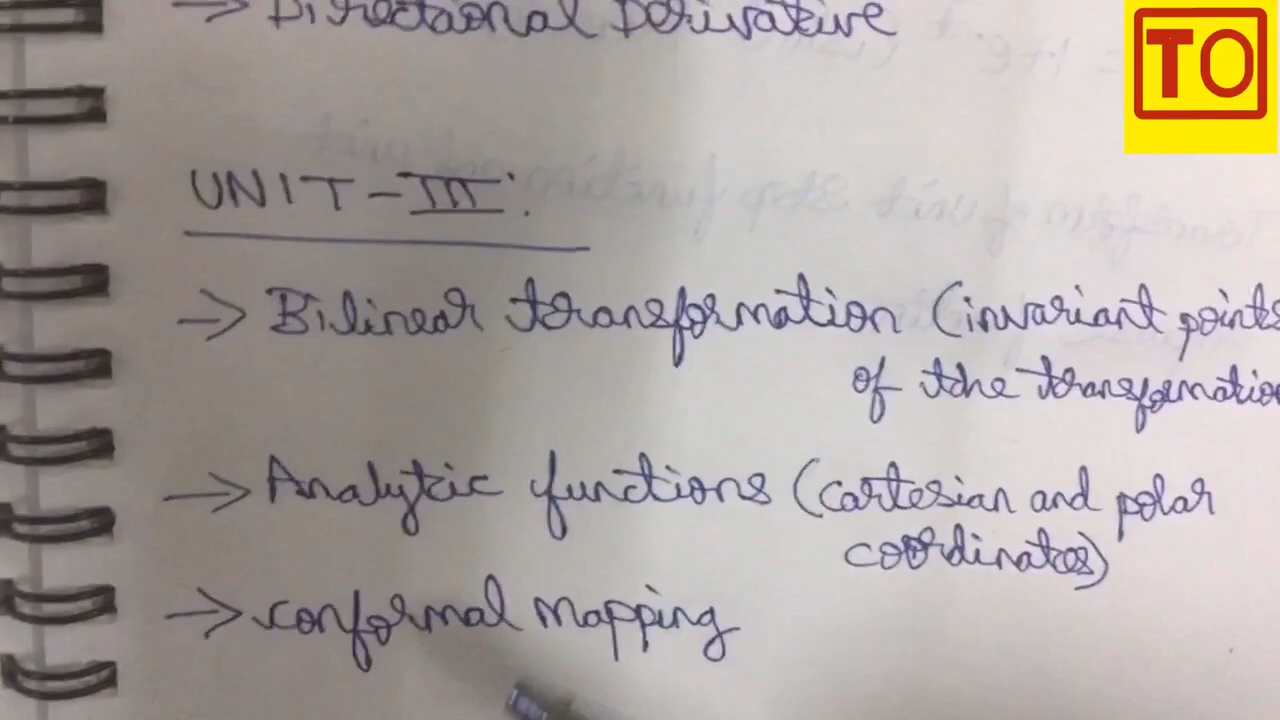 → Directional Derivative
TO
UNIT-III:
→ Bilinear transformation (invariant points
of the transformation
→ Analytic functions (cartesian and polar
coordinates)
→ conformal mapping